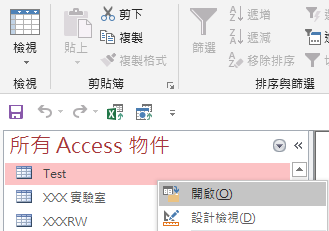 檢視
貼上
剪下
複製
複製格式
篩選
遞增
遞減
移除排序
檢視
剪貼簿
排序與篩選
所有 Access 物件
Test
XXX 實驗室
XXXRW
開啟(O)
設計檢視(D)